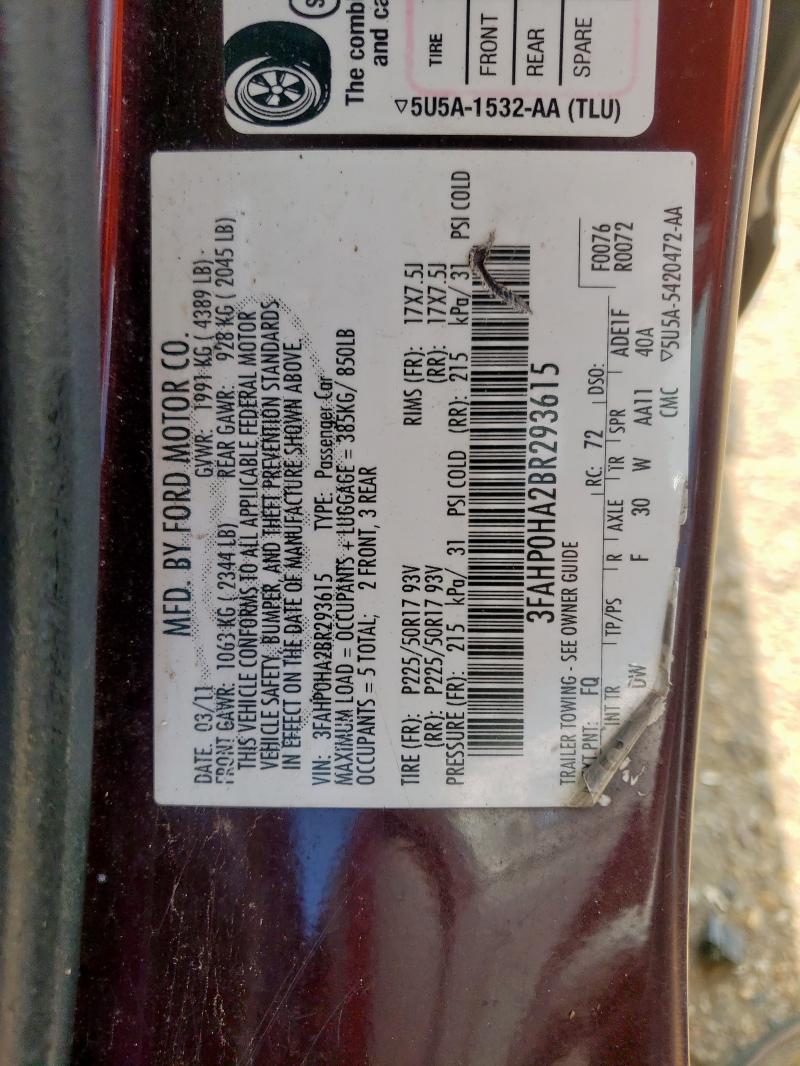 The comb
and ca
TIRE
FRONT
REAR
SPARE
▽5U5A-1532-AA (TLU)
MFD. BY FORD MOTOR CO.
DATE: 03/11 GVWR: 1991 KG ( 4389 LB)
FRONT GAWR: 1063 KG ( 2344 LB) REAR GAWR: 928 KG ( 2045 LB)
THIS VEHICLE CONFORMS TO ALL APPLICABLE FEDERAL MOTOR
VEHICLE SAFETY, BUMPER, AND THEFT PREVENTION STANDARDS
IN EFFECT ON THE DATE OF MANUFACTURE SHOWN ABOVE.
VIN: 3FAHP0HA2BR293615 TYPE: Passenger Car
MAXIMUM LOAD = OCCUPANTS + LUGGAGE = 385KG/ 850LB
OCCUPANTS = 5 TOTAL; 2 FRONT, 3 REAR
TIRE (FR): P225/50R17 93V RIMS (FR): 17X7.5J
(RR): P225/50R17 93V (RR): 17X7.5J
PRESSURE (FR): 215 kPa/ 31 PSI COLD (RR): 215 kPa/ 31 PSI COLD
3FAHP0HA2BR293615
TRAILER TOWING - SEE OWNER GUIDE
PNT: FQ RC: 72 DSO:
F0076
R0072
INT TR TP/PS R AXLE TR SPR
DW F 30 W AA11 ADE1F
40A
CMC ▽5U5A-5420472-AA